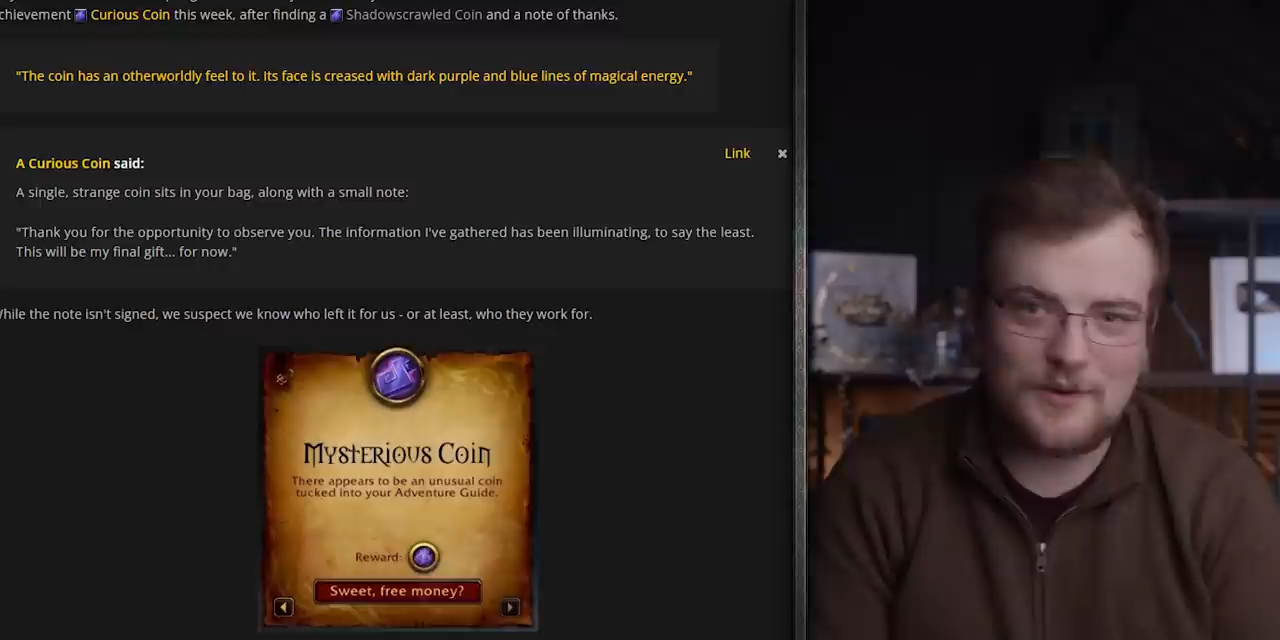 chievement Curious Coin this week, after finding a Shadowscrawled Coin and a note of thanks.
"The coin has an otherworldly feel to it. Its face is creased with dark purple and blue lines of magical energy."
Link
A Curious Coin said:
A single, strange coin sits in your bag, along with a small note:
"Thank you for the opportunity to observe you. The information I've gathered has been illuminating, to say the least.
This will be my final gift... for now."
hile the note isn't signed, we suspect we know who left it for us - or at least, who they work for.
Mysterious Coin
There appears to be an unusual coin
tucked into your Adventure Guide.
Reward:
Sweet, free money?